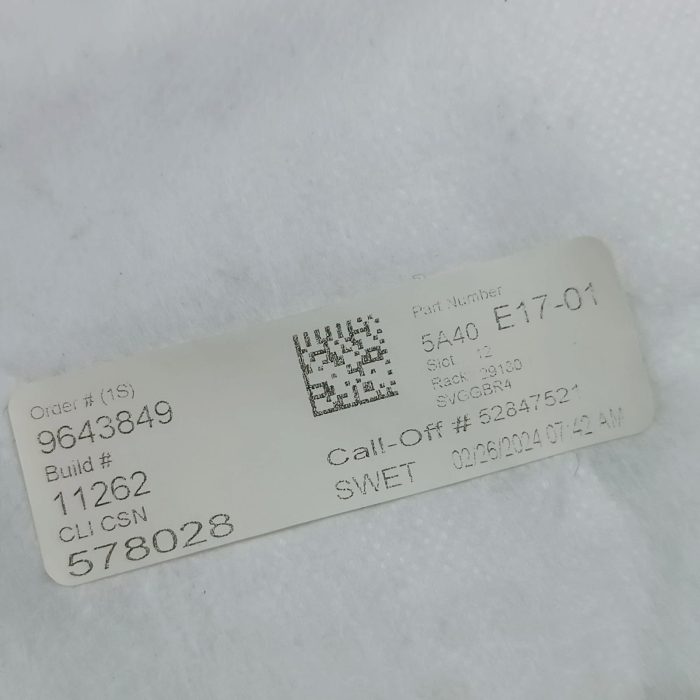 Order # (1S)
9643849
Build #
11262
CLI CSN
578028
Part Number
5A40 E17-01
Slot: 12
Rack: 29130
SVGGBR4
Call-Off # 52847521
SWET 02/26/2024 07:42 AM